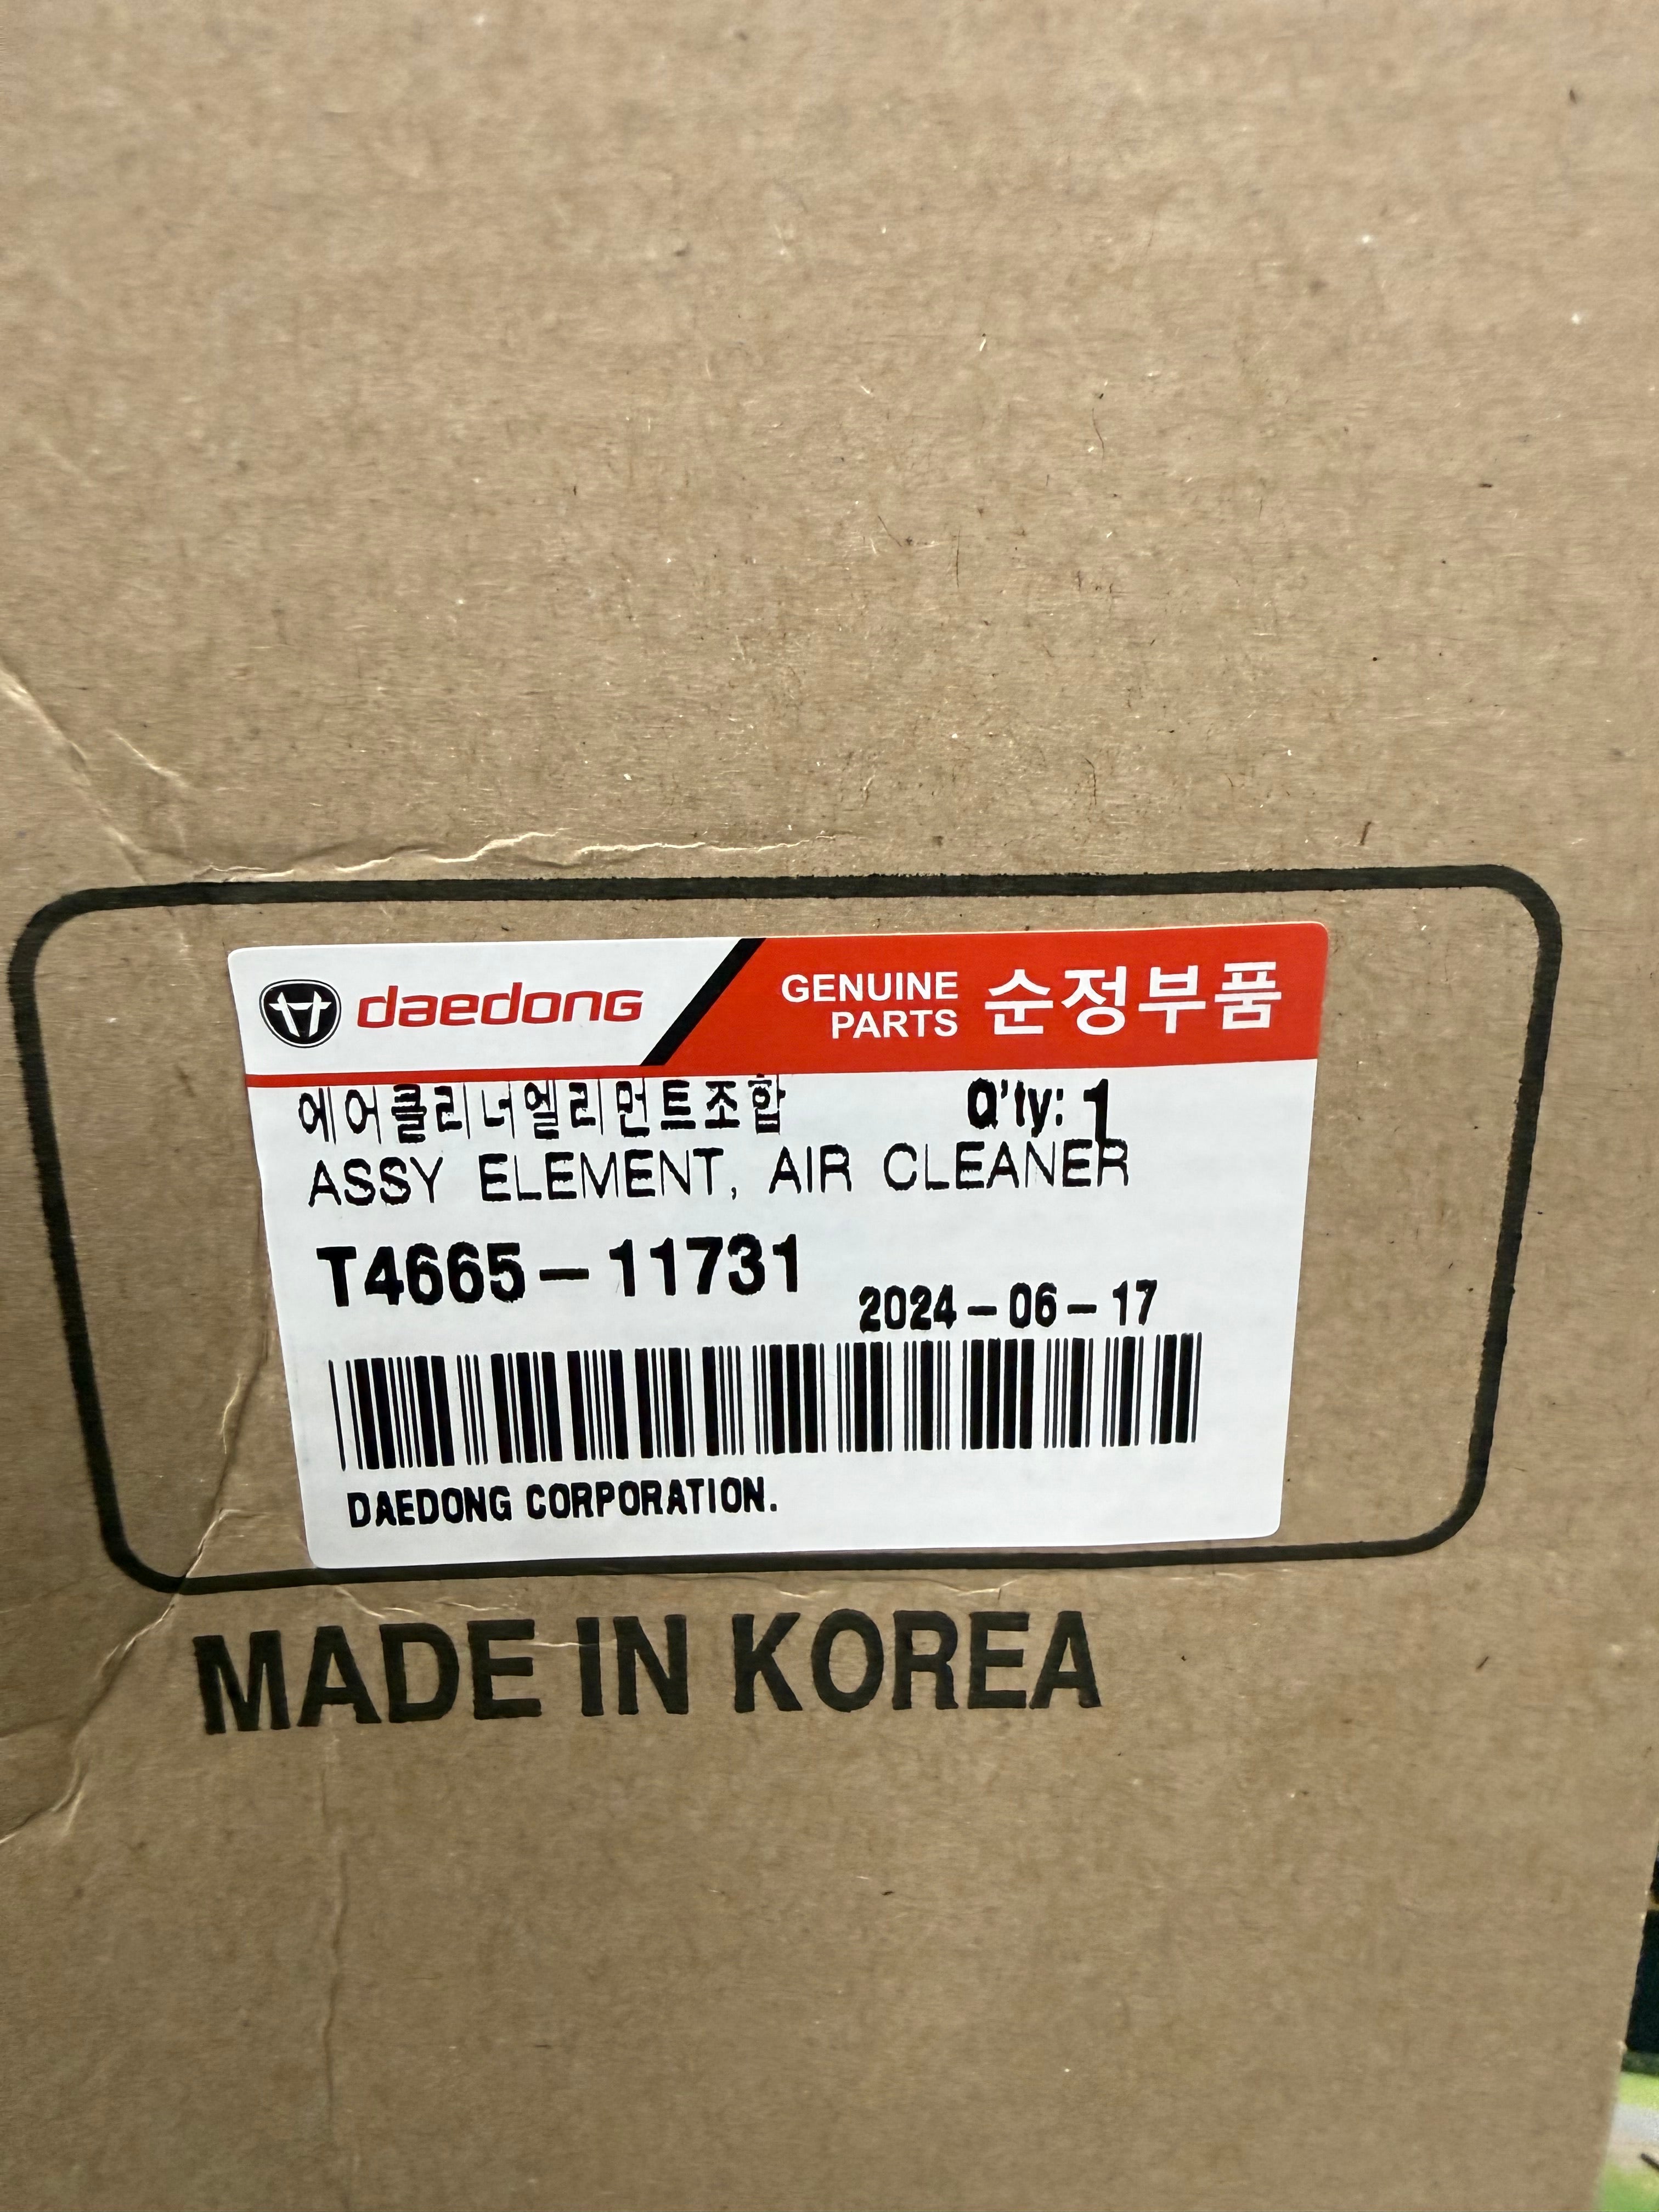 daedong
GENUINE
PARTS
순정부품
에어클리너엘리먼트조합 Q'ty: 1
ASSY ELEMENT, AIR CLEANER
T4665-11731
2024-06-17
DAEDONG CORPORATION.
MADE IN KOREA